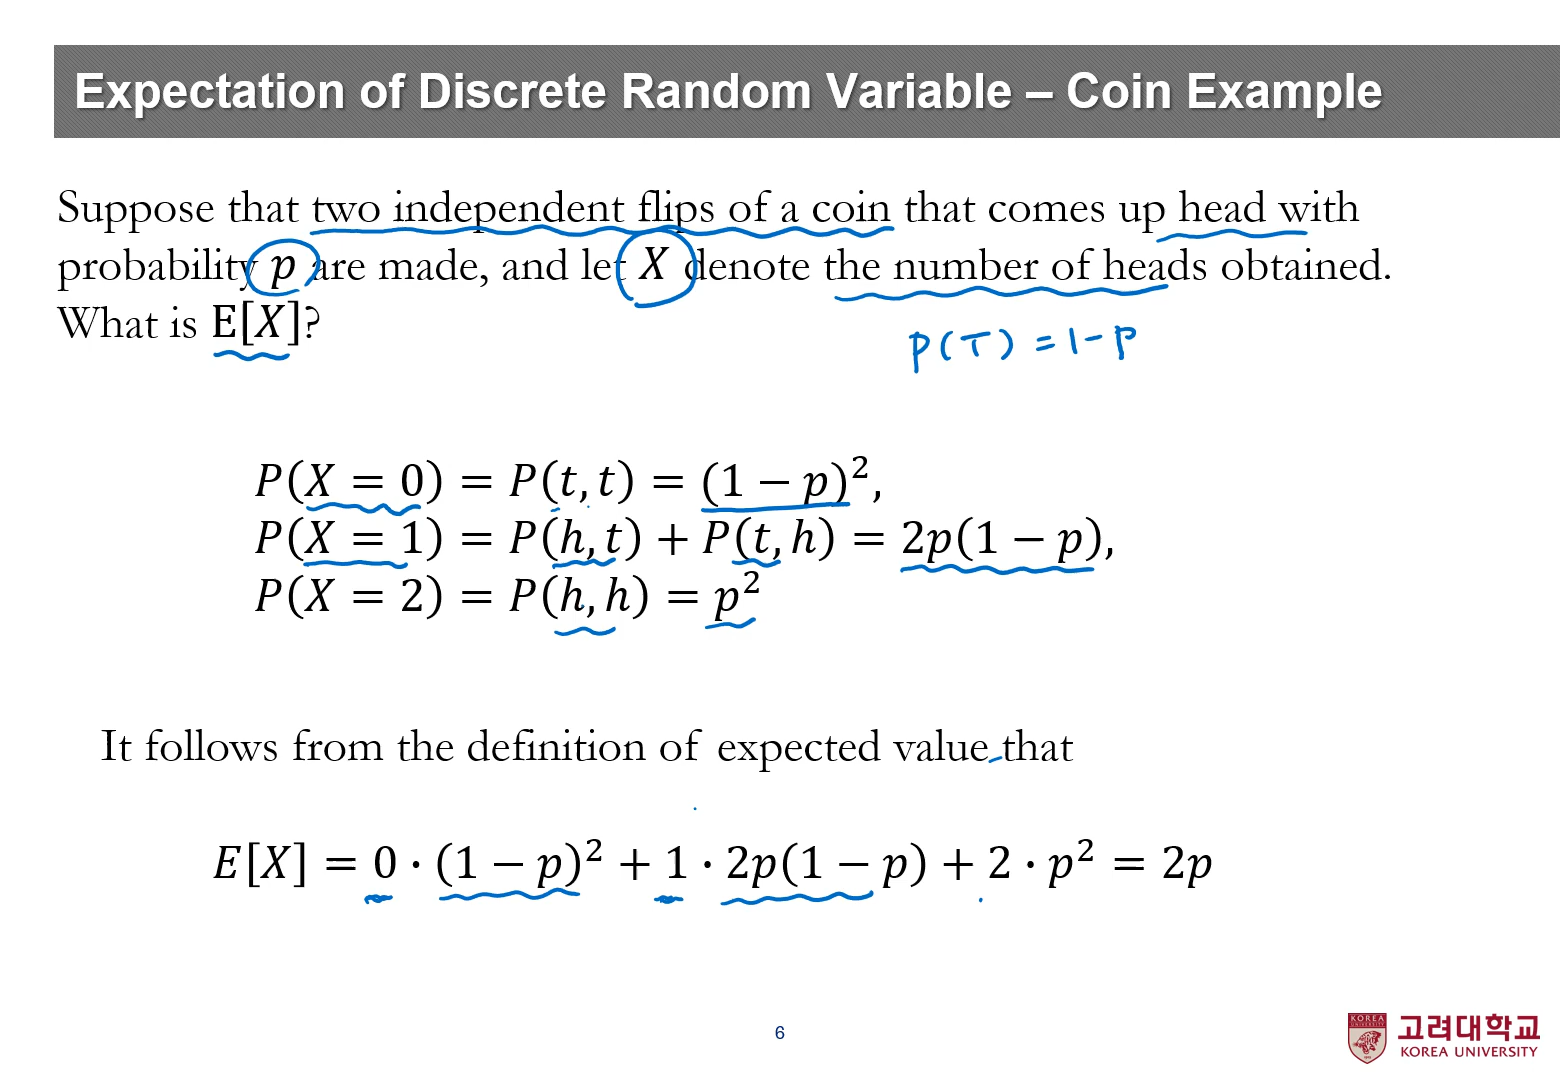 Expectation of Discrete Random Variable – Coin Example
Suppose that two independent flips of a coin that comes up head with
probability p are made, and let X denote the number of heads obtained.
What is E[X]?
P(T) = 1 - P
P(X = 0) = P(t, t) = (1 − p)²,
P(X = 1) = P(h, t) + P(t, h) = 2p(1 − p),
P(X = 2) = P(h, h) = p²
It follows from the definition of expected value that
E[X] = 0 · (1 − p)² + 1 · 2p(1 − p) + 2 · p² = 2p
6
KOREA
고려대학교
KOREA UNIVERSITY